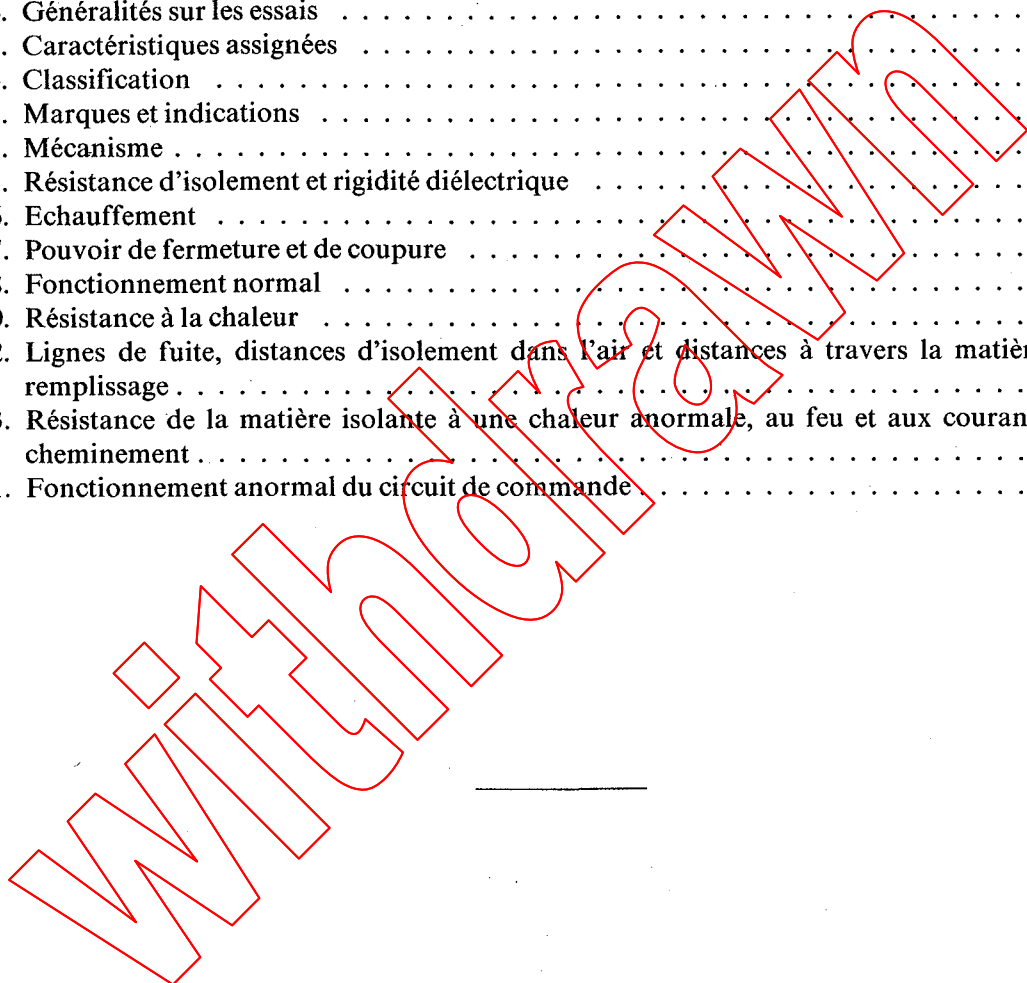 . Généralités sur les essais . . . . . . . . . . . . . . . . . . . . . . . . . . . . . . . . .
. Caractéristiques assignées . . . . . . . . . . . . . . . . . . . . . . . . . . . . . . . .
. Classification . . . . . . . . . . . . . . . . . . . . . . . . . . . . . . . . . . . . . . .
. Marques et indications . . . . . . . . . . . . . . . . . . . . . . . . . . . . . . . . . .
. Mécanisme . . . . . . . . . . . . . . . . . . . . . . . . . . . . . . . . . . . . . . . . .
. Résistance d'isolement et rigidité diélectrique . . . . . . . . . . . . . . . . . . . . .
. Echauffement . . . . . . . . . . . . . . . . . . . . . . . . . . . . . . . . . . . . . . .
. Pouvoir de fermeture et de coupure . . . . . . . . . . . . . . . . . . . . . . . . . . .
. Fonctionnement normal . . . . . . . . . . . . . . . . . . . . . . . . . . . . . . . . .
. Résistance à la chaleur . . . . . . . . . . . . . . . . . . . . . . . . . . . . . . . . . .
. Lignes de fuite, distances d'isolement dans l'air et distances à travers la matièr
remplissage . . . . . . . . . . . . . . . . . . . . . . . . . . . . . . . . . . . . . . . . .
. Résistance de la matière isolante à une chaleur anormale, au feu et aux couran
cheminement . . . . . . . . . . . . . . . . . . . . . . . . . . . . . . . . . . . . . . . .
. Fonctionnement anormal du circuit de commande . . . . . . . . . . . . . . . . . . .
withdrawn